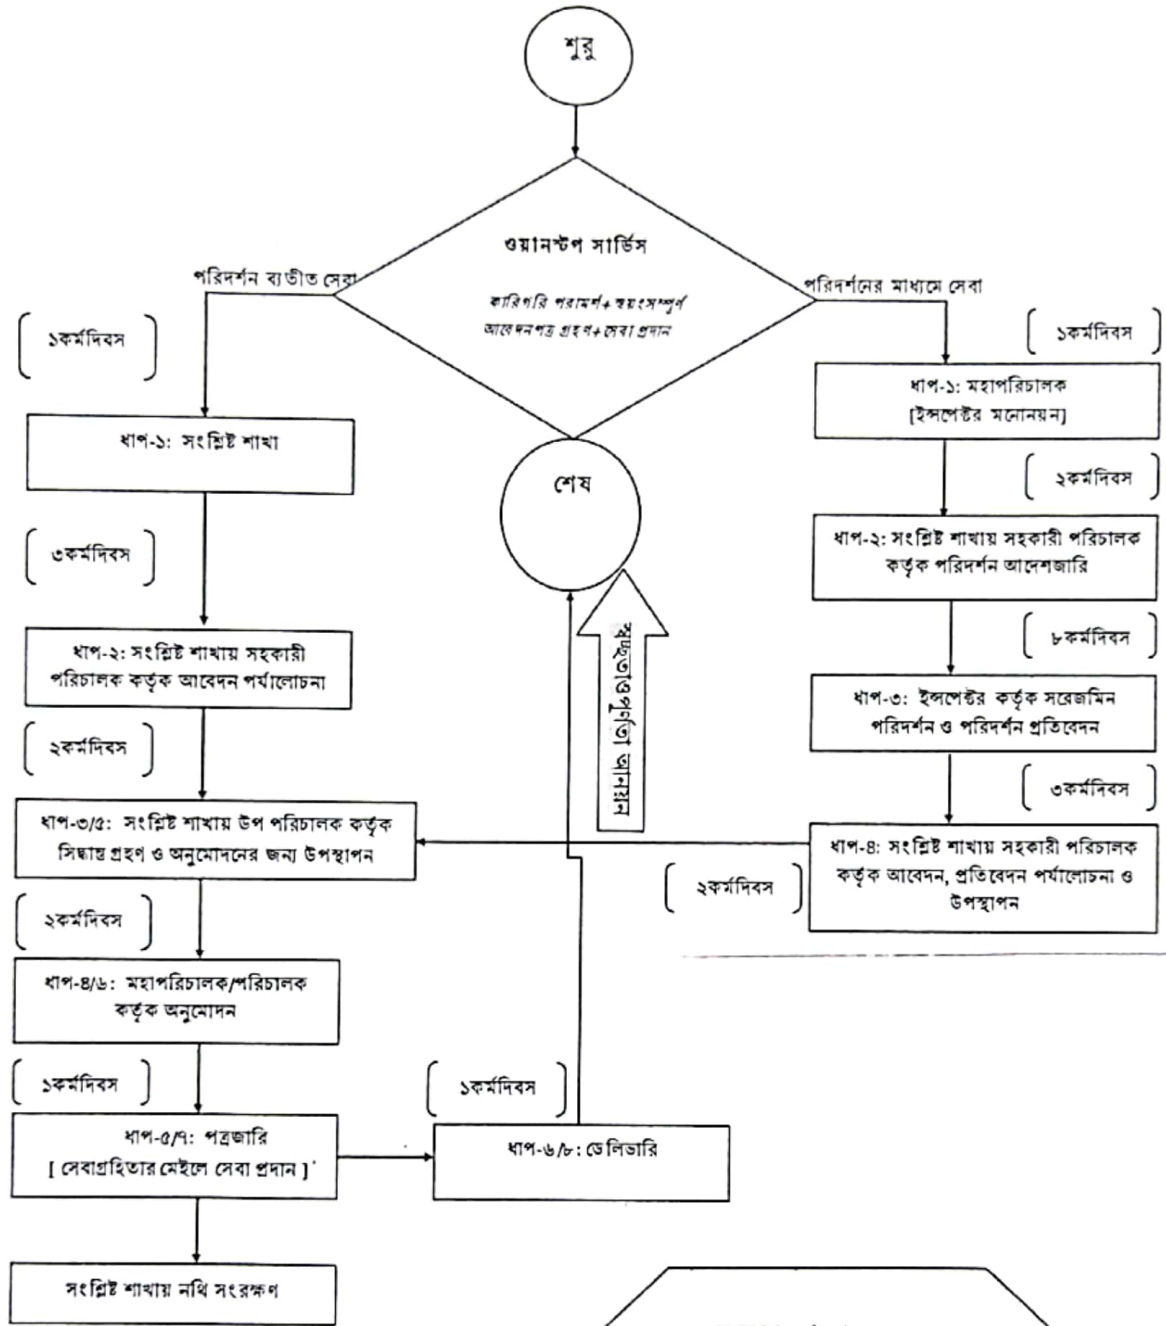 শুরু
ওয়ানস্টপ সার্ভিস
কারিগরি পরামর্শ+স্বয়ংসম্পূর্ণ
আবেদনপত্র গ্রহণ+সেবা প্রদান
পরিদর্শন ব্যতীত সেবা
১কর্মদিবস
ধাপ-১: সংশ্লিষ্ট শাখা
৩কর্মদিবস
ধাপ-২: সংশ্লিষ্ট শাখায় সহকারী
পরিচালক কর্তৃক আবেদন পর্যালোচনা
২কর্মদিবস
ধাপ-৩/৫: সংশ্লিষ্ট শাখায় উপ পরিচালক কর্তৃক
সিদ্ধান্ত গ্রহণ ও অনুমোদনের জন্য উপস্থাপন
২কর্মদিবস
ধাপ-৪/৬: মহাপরিচালক/পরিচালক
কর্তৃক অনুমোদন
১কর্মদিবস
ধাপ-৫/৭: পত্রজারি
[ সেবাগ্রহিতার মেইলে সেবা প্রদান ]
সংশ্লিষ্ট শাখায় নথি সংরক্ষণ
১কর্মদিবস
ধাপ-৬/৮: ডেলিভারি
শেষ
স্বচ্ছতাওপূর্ণতা আনয়ন
পরিদর্শনের মাধ্যমে সেবা
১কর্মদিবস
ধাপ-১: মহাপরিচালক
[ইন্সপেক্টর মনোনয়ন]
২কর্মদিবস
ধাপ-২: সংশ্লিষ্ট শাখায় সহকারী পরিচালক
কর্তৃক পরিদর্শন আদেশজারি
৮কর্মদিবস
ধাপ-৩: ইন্সপেক্টর কর্তৃক সরেজমিন
পরিদর্শন ও পরিদর্শন প্রতিবেদন
৩কর্মদিবস
ধাপ-৪: সংশ্লিষ্ট শাখায় সহকারী পরিচালক
কর্তৃক আবেদন, প্রতিবেদন পর্যালোচনা ও
উপস্থাপন
২কর্মদিবস